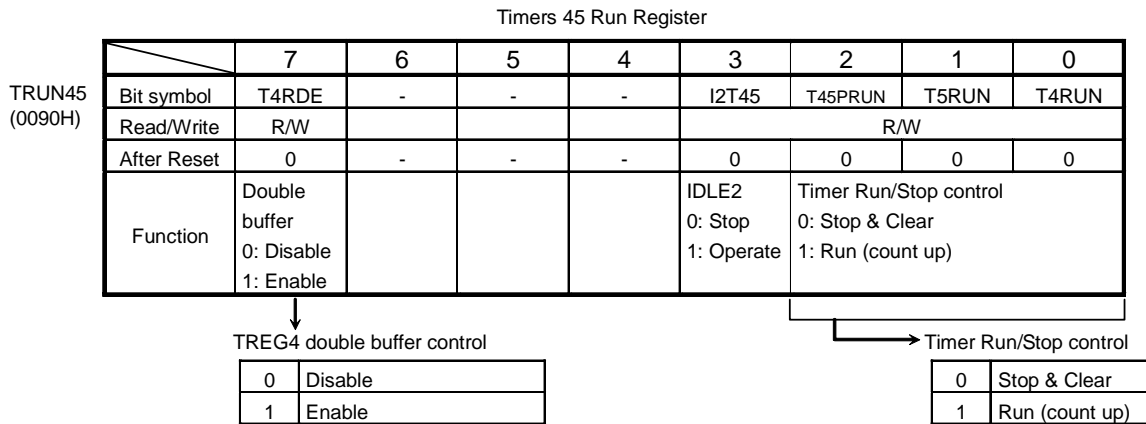 Timers 45 Run Register
7 6 5 4 3 2 1 0
TRUN45 (0090H)
Bit symbol T4RDE - - - I2T45 T45PRUN T5RUN T4RUN
Read/Write R/W R/W
After Reset 0 - - - 0 0 0 0
Function
Double
buffer
0: Disable
1: Enable
IDLE2
0: Stop
1: Operate
Timer Run/Stop control
0: Stop & Clear
1: Run (count up)
TREG4 double buffer control
0 Disable
1 Enable
Timer Run/Stop control
0 Stop & Clear
1 Run (count up)